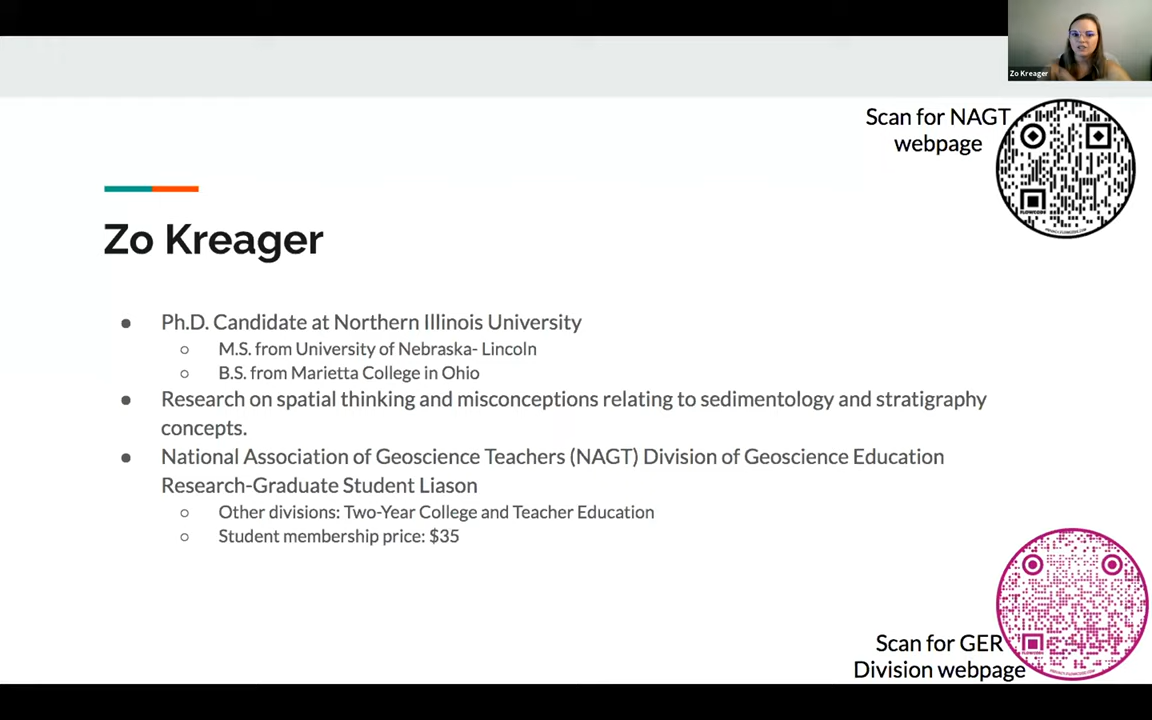 Zo Kreager
Scan for NAGT
webpage
Zo Kreager
Ph.D. Candidate at Northern Illinois University
M.S. from University of Nebraska- Lincoln
B.S. from Marietta College in Ohio
Research on spatial thinking and misconceptions relating to sedimentology and stratigraphy
concepts.
National Association of Geoscience Teachers (NAGT) Division of Geoscience Education
Research-Graduate Student Liason
Other divisions: Two-Year College and Teacher Education
Student membership price: $35
Scan for GER
Division webpage